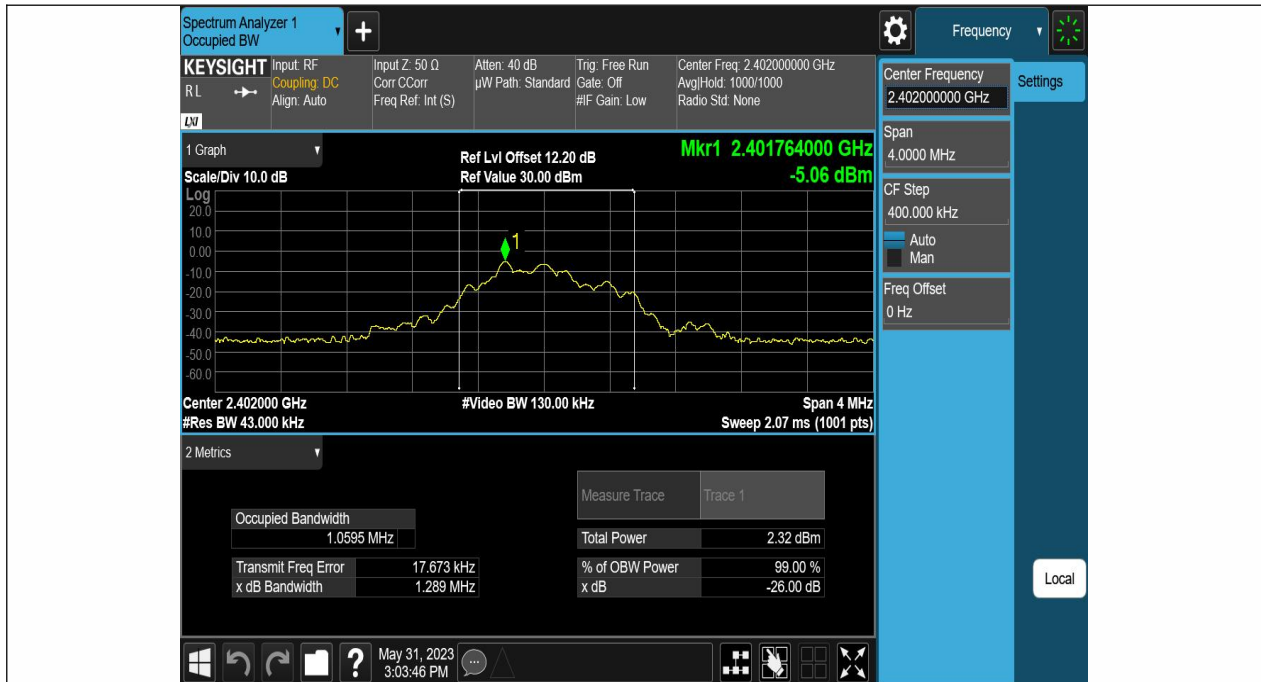 Spectrum Analyzer 1
Occupied BW
+
Frequency
KEYSIGHT
RL
LXI
Input: RF
Coupling: DC
Align: Auto
Input Z: 50 Ω
Corr CCorr
Freq Ref: Int (S)
Atten: 40 dB
µW Path: Standard
Trig: Free Run
Gate: Off
#IF Gain: Low
Center Freq: 2.402000000 GHz
Avg|Hold: 1000/1000
Radio Std: None
Center Frequency
2.402000000 GHz
Settings
Span
4.0000 MHz
CF Step
400.000 kHz
Auto
Man
Freq Offset
0 Hz
Local
1 Graph
Scale/Div 10.0 dB
Ref Lvl Offset 12.20 dB
Ref Value 30.00 dBm
Mkr1 2.401764000 GHz
-5.06 dBm
Log
20.0
10.0
0.00
-10.0
-20.0
-30.0
-40.0
-50.0
-60.0
1
Center 2.402000 GHz
#Video BW 130.00 kHz
Span 4 MHz
#Res BW 43.000 kHz
Sweep 2.07 ms (1001 pts)
2 Metrics
Measure Trace Trace 1
Occupied Bandwidth
1.0595 MHz
Total Power 2.32 dBm
Transmit Freq Error 17.673 kHz
% of OBW Power 99.00 %
x dB Bandwidth 1.289 MHz
x dB -26.00 dB
?
May 31, 2023
3:03:46 PM